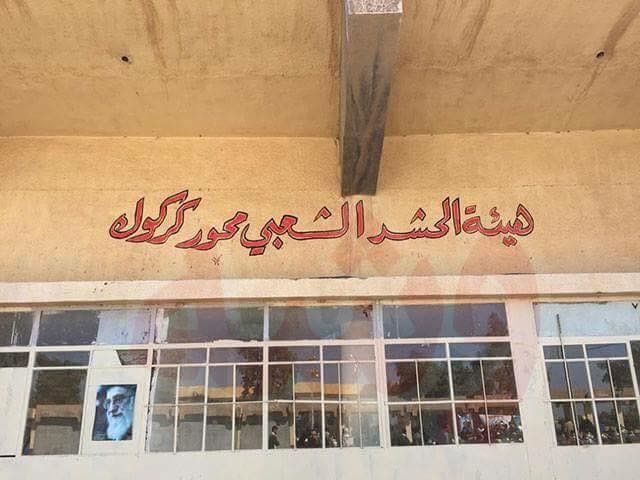 هيئة الحشد الشعبي محور كركوك